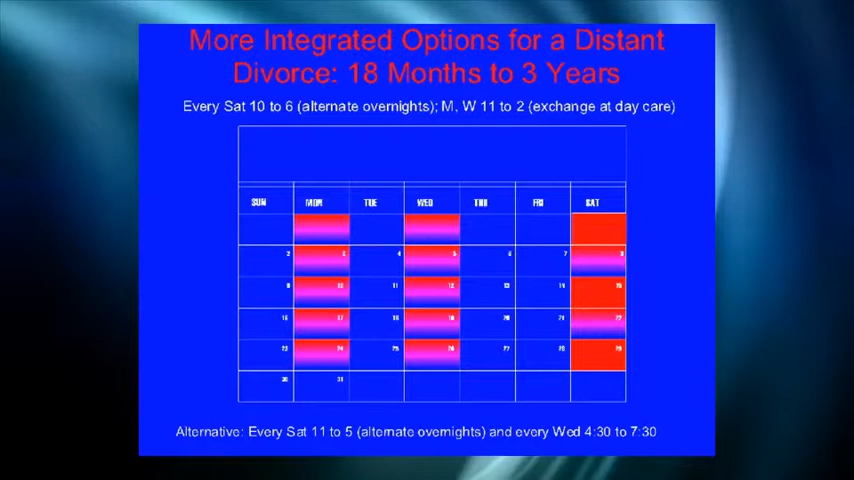 More Integrated Options for a Distant
Divorce: 18 Months to 3 Years
Every Sat 10 to 6 (alternate overnights); M, W 11 to 2 (exchange at day care)
SUN MON TUE WED THU FRI SAT
2 3 4 5 6 7 8
9 10 11 12 13 14 15
16 17 18 19 20 21 22
23 24 25 26 27 28 29
30 31
Alternative: Every Sat 11 to 5 (alternate overnights) and every Wed 4:30 to 7:30